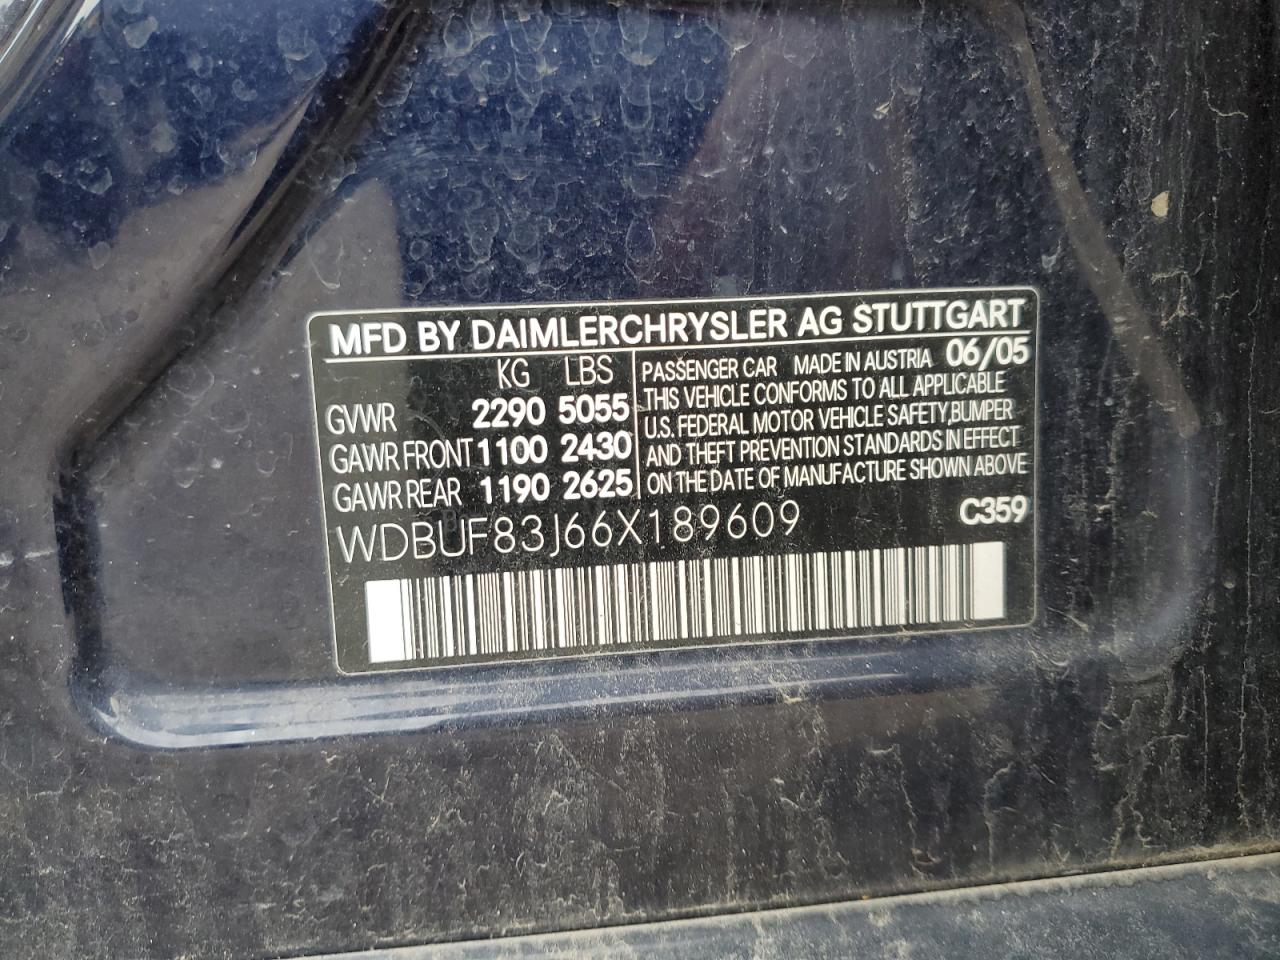 MFD BY DAIMLERCHRYSLER AG STUTTGART
KG LBS
GVWR 2290 5055
GAWR FRONT 1100 2430
GAWR REAR 1190 2625
PASSENGER CAR MADE IN AUSTRIA 06/05
THIS VEHICLE CONFORMS TO ALL APPLICABLE
U.S. FEDERAL MOTOR VEHICLE SAFETY,BUMPER
AND THEFT PREVENTION STANDARDS IN EFFECT
ON THE DATE OF MANUFACTURE SHOWN ABOVE
WDBUF83J66X189609 C359